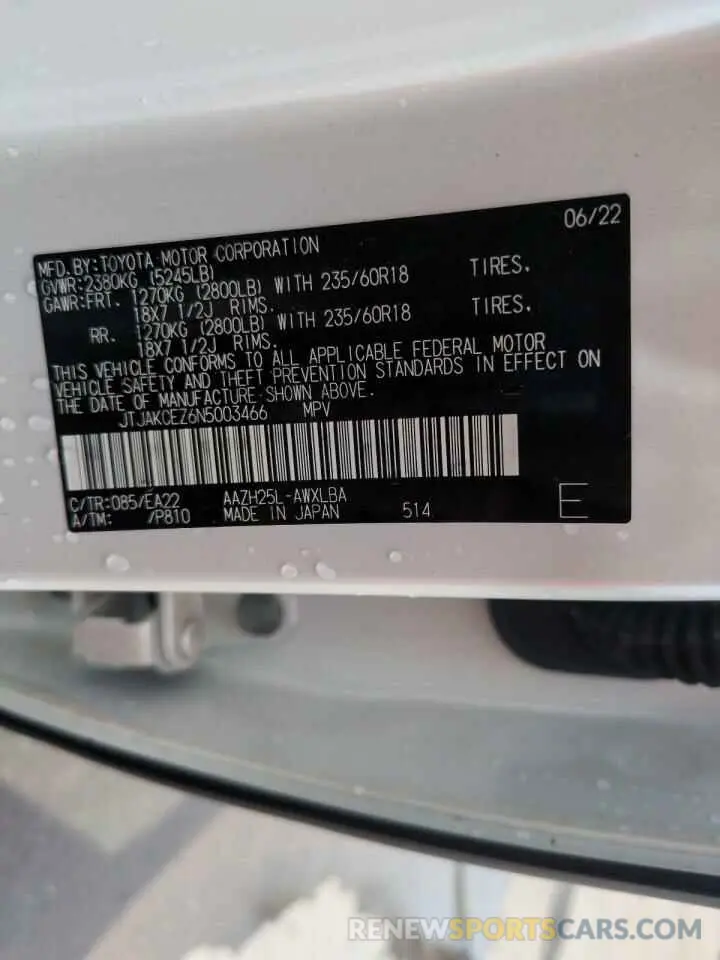 06/22
MFD.BY:TOYOTA MOTOR CORPORATION
GVWR:2380KG (5245LB)
GAWR:FRT. 1270KG (2800LB) WITH 235/60R18 TIRES.
18X7 1/2J RIMS.
RR. 1270KG (2800LB) WITH 235/60R18 TIRES.
18X7 1/2J RIMS.
THIS VEHICLE CONFORMS TO ALL APPLICABLE FEDERAL MOTOR
VEHICLE SAFETY AND THEFT PREVENTION STANDARDS IN EFFECT ON
THE DATE OF MANUFACTURE SHOWN ABOVE.
JTJAKCEZ6N5003466 MPV
C/TR:085/EA22 AAZH25L-AWXLBA
A/TM: /P810 MADE IN JAPAN 514 E
RENEWSPORTSCARS.COM